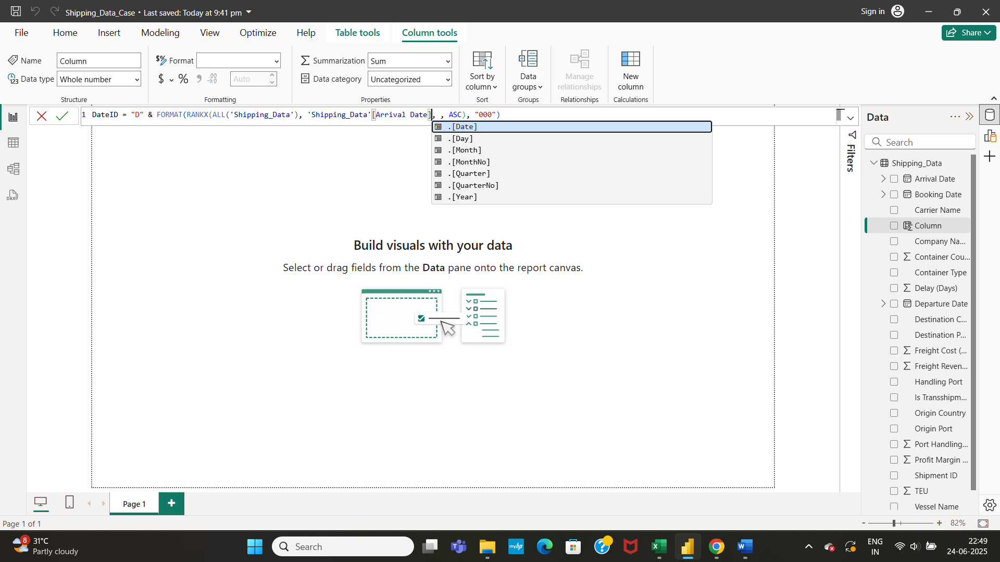 Shipping_Data_Case • Last saved: Today at 9:41 pm
Sign in
File Home Insert Modeling View Optimize Help Table tools Column tools
Share
Name Column
Data type Whole number
Structure
Format
$ % Auto
Formatting
Summarization Sum
Data category Uncategorized
Properties
Sort by column
Sort
Data groups
Groups
Manage relationships
Relationships
New column
Calculations
1 DateID = "D" & FORMAT(RANKX(ALL('Shipping_Data'), 'Shipping_Data'[Arrival Date], , ASC), "000")
.[Date]
.[Day]
.[Month]
.[MonthNo]
.[Quarter]
.[QuarterNo]
.[Year]
DAX
Build visuals with your data
Select or drag fields from the Data pane onto the report canvas.
Filters
Data
Search
Shipping_Data
Arrival Date
Booking Date
Carrier Name
Column
Company Na...
Container Cou...
Container Type
Delay (Days)
Departure Date
Destination C...
Destination P...
Freight Cost (...
Freight Reven...
Handling Port
Is Transshipm...
Origin Country
Origin Port
Port Handling...
Profit Margin ...
Shipment ID
TEU
Vessel Name
Page 1
Page 1 of 1
- + 82%
8
31°C
Partly cloudy
Search
myhp
ENG
IN
22:49
24-06-2025